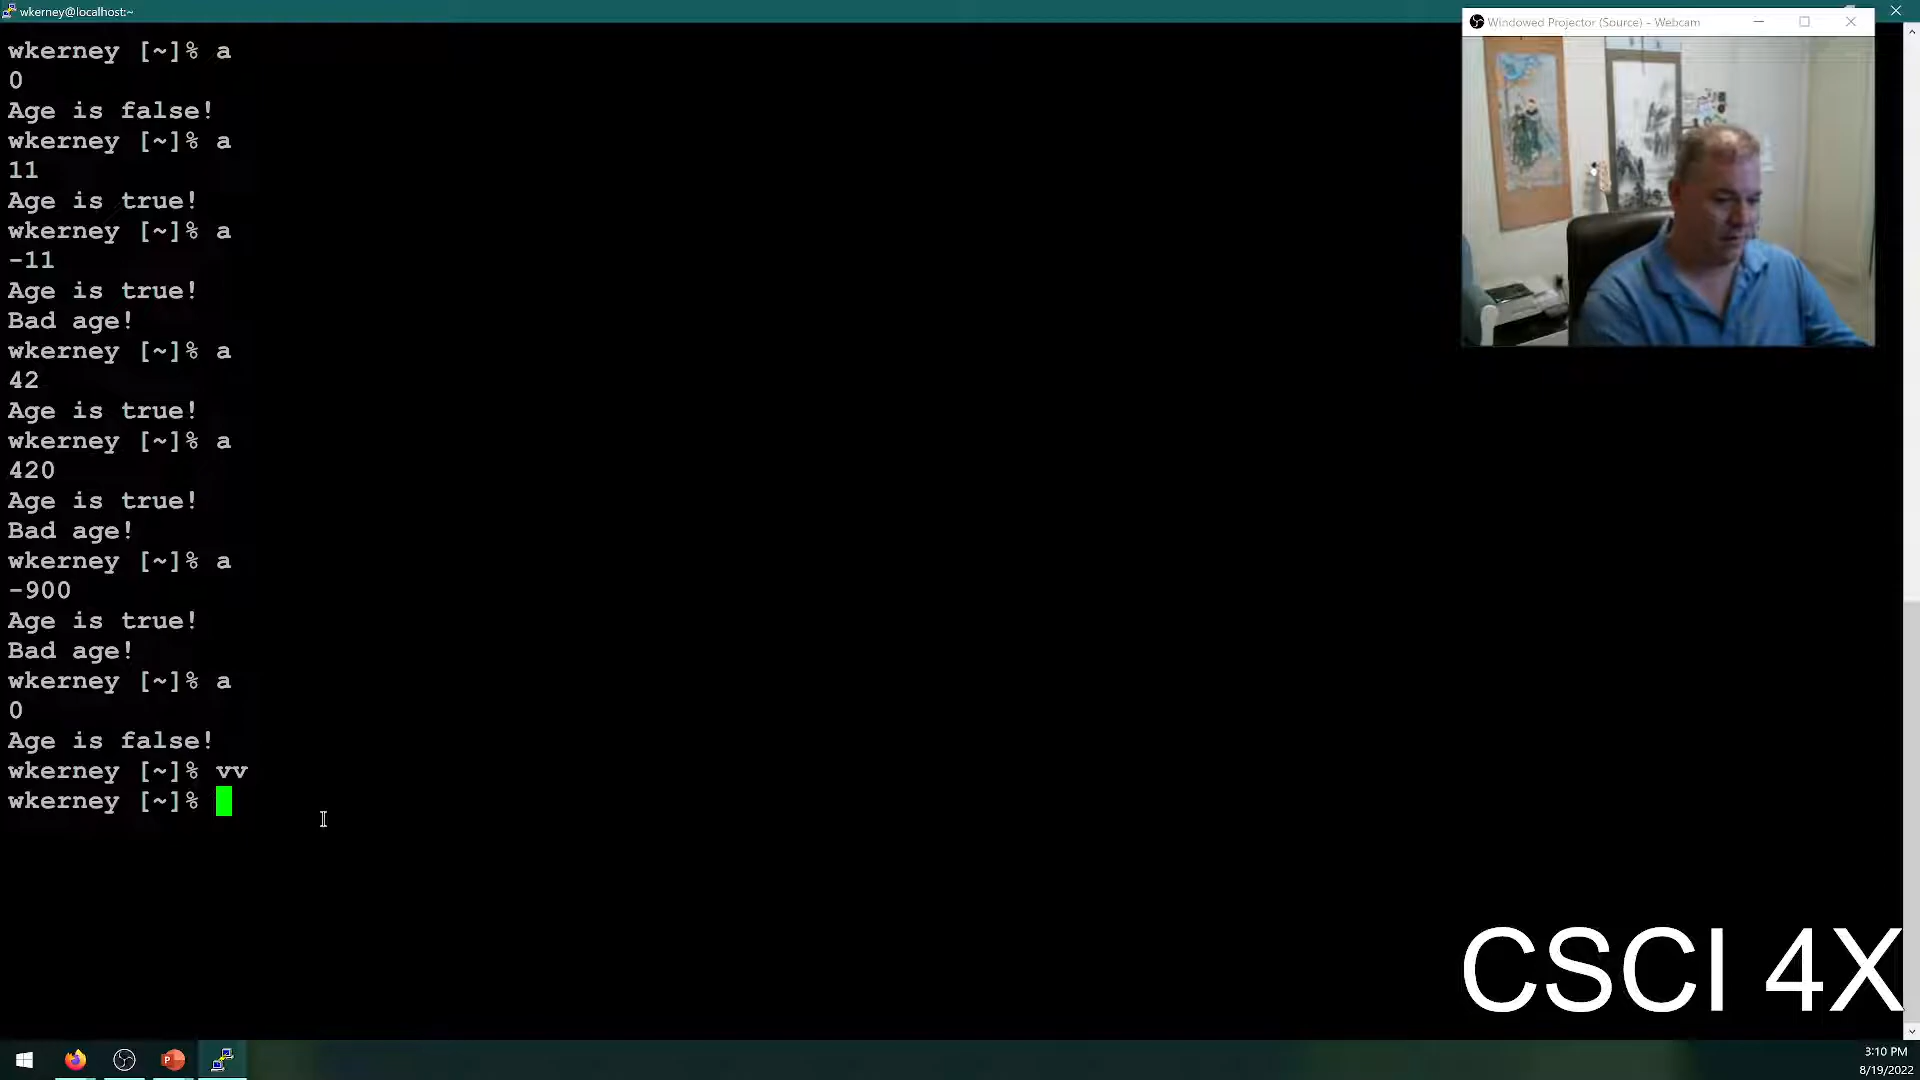 wkerney@localhost:~
Windowed Projector (Source) - Webcam
wkerney [~]% a
0
Age is false!
wkerney [~]% a
11
Age is true!
wkerney [~]% a
-11
Age is true!
Bad age!
wkerney [~]% a
42
Age is true!
wkerney [~]% a
420
Age is true!
Bad age!
wkerney [~]% a
-900
Age is true!
Bad age!
wkerney [~]% a
0
Age is false!
wkerney [~]% vv
wkerney [~]%
CSCI 4X
3:10 PM
8/19/2022